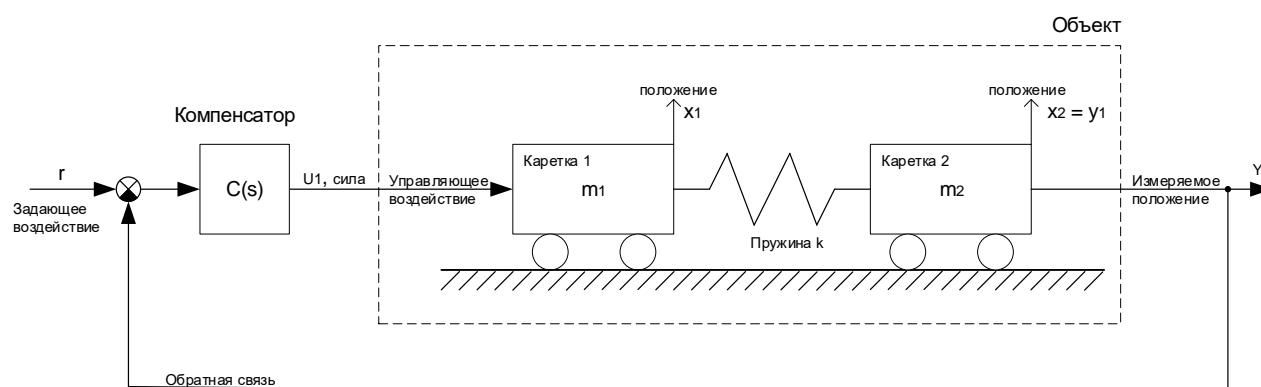 Объект
положение
x1
положение
x2 = y1
Компенсатор
Каретка 1
Каретка 2
r
C(s)
U1, сила
Управляющее
воздействие
m1
m2
Измеряемое
положение
Y
Задающее
воздействие
Пружина k
Обратная связь